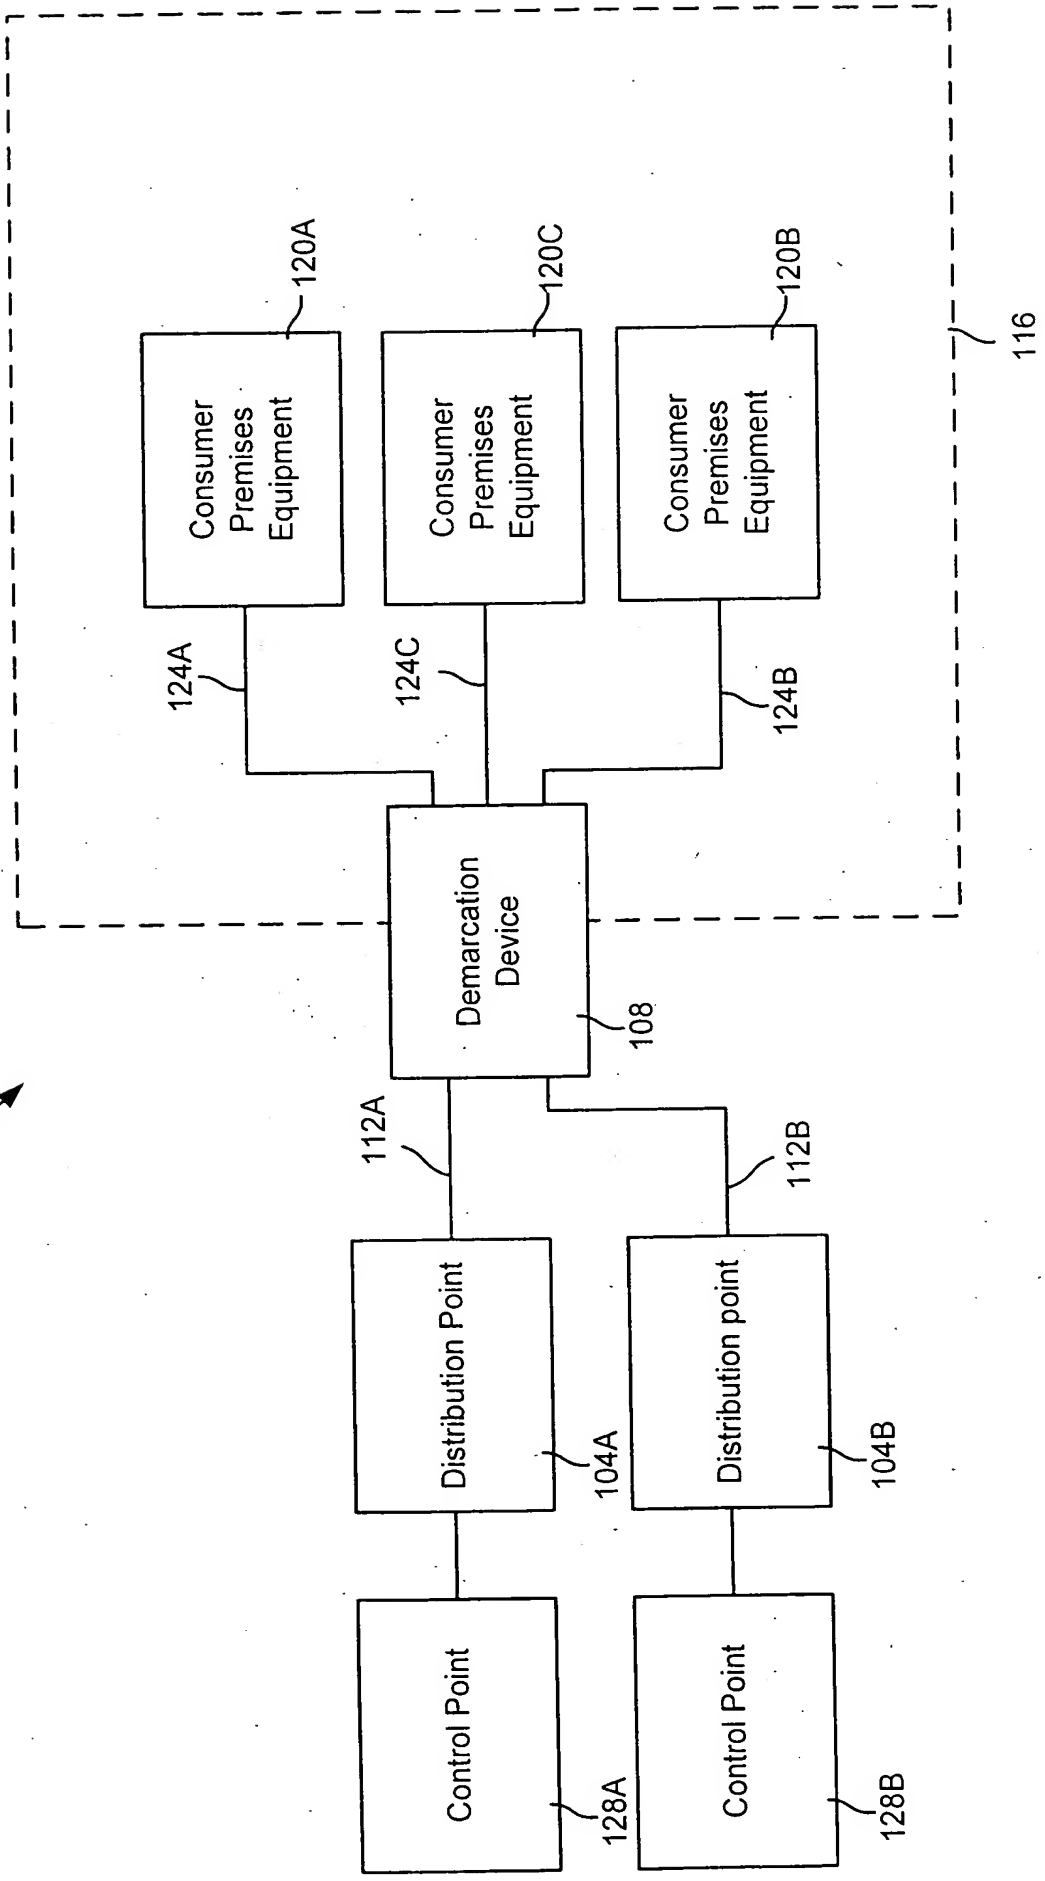 Control Point
128A
Control Point
128B
Distribution Point
104A
Distribution point
104B
112A
112B
Demarcation
Device
108
124A
124C
124B
Consumer
Premises
Equipment
120A
Consumer
Premises
Equipment
120C
Consumer
Premises
Equipment
120B
116